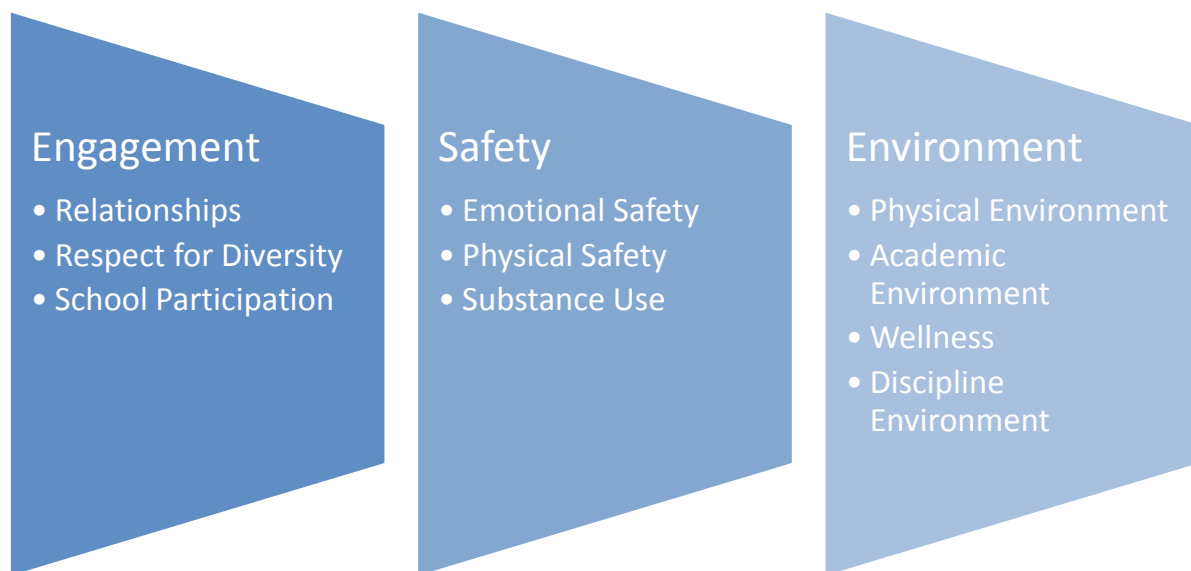 Engagement
• Relationships
• Respect for Diversity
• School Participation
Safety
• Emotional Safety
• Physical Safety
• Substance Use
Environment
• Physical Environment
• Academic
Environment
• Wellness
• Discipline
Environment